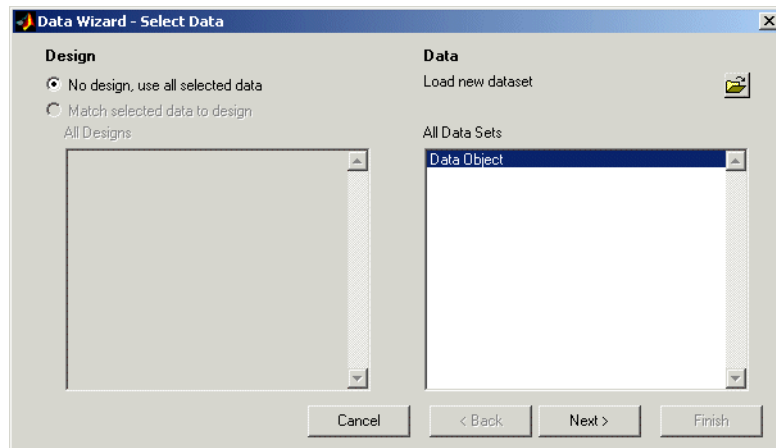 Data Wizard - Select Data
Design
No design, use all selected data
Match selected data to design
All Designs
Data
Load new dataset
All Data Sets
Data Object
Cancel
< Back
Next >
Finish